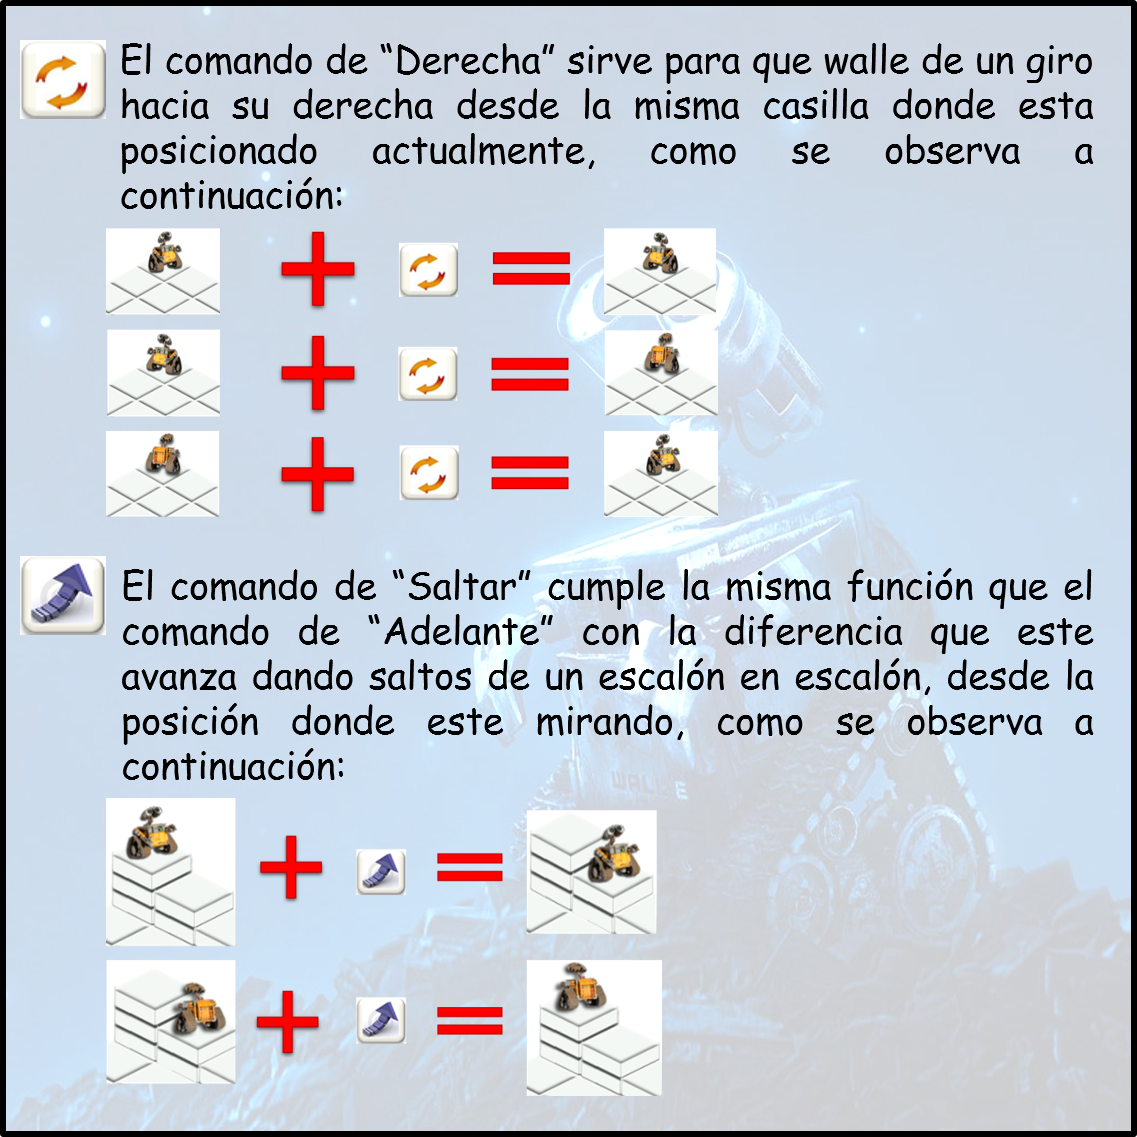 El comando de “Derecha” sirve para que walle de un giro
hacia su derecha desde la misma casilla donde esta
posicionado actualmente, como se observa a
continuación:
El comando de “Saltar” cumple la misma función que el
comando de “Adelante” con la diferencia que este
avanza dando saltos de un escalón en escalón, desde la
posición donde este mirando, como se observa a
continuación:
WALL·E